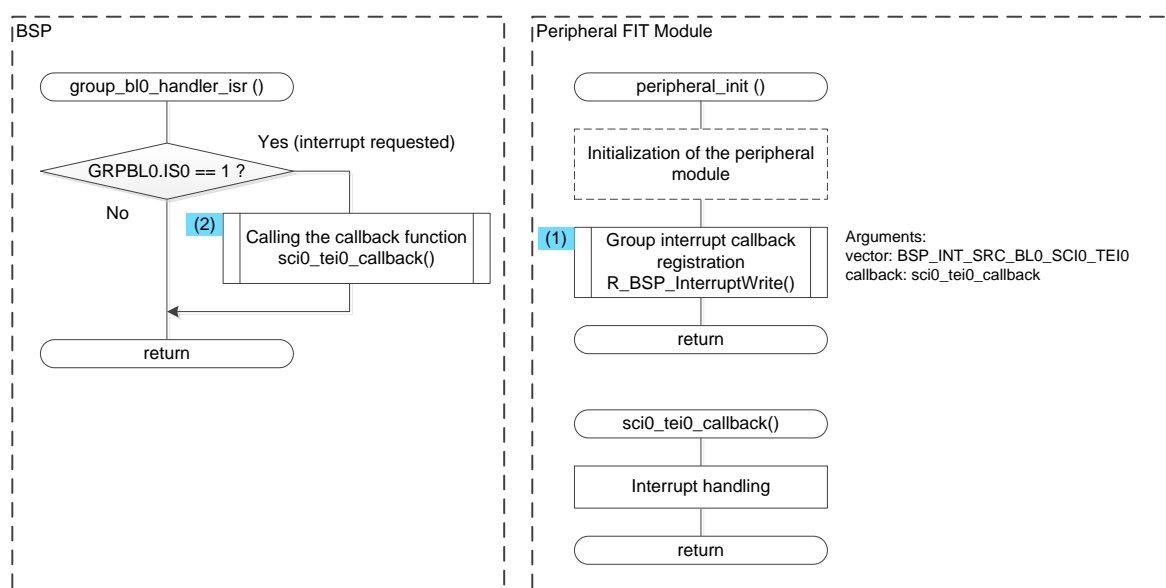 BSP
group_bl0_handler_isr ()
Yes (interrupt requested)
GRPBL0.IS0 == 1 ?
No
(2)
Calling the callback function
sci0_tei0_callback()
return
Peripheral FIT Module
peripheral_init ()
Initialization of the peripheral
module
(1)
Group interrupt callback
registration
R_BSP_InterruptWrite()
Arguments:
vector: BSP_INT_SRC_BL0_SCI0_TEI0
callback: sci0_tei0_callback
return
sci0_tei0_callback()
Interrupt handling
return